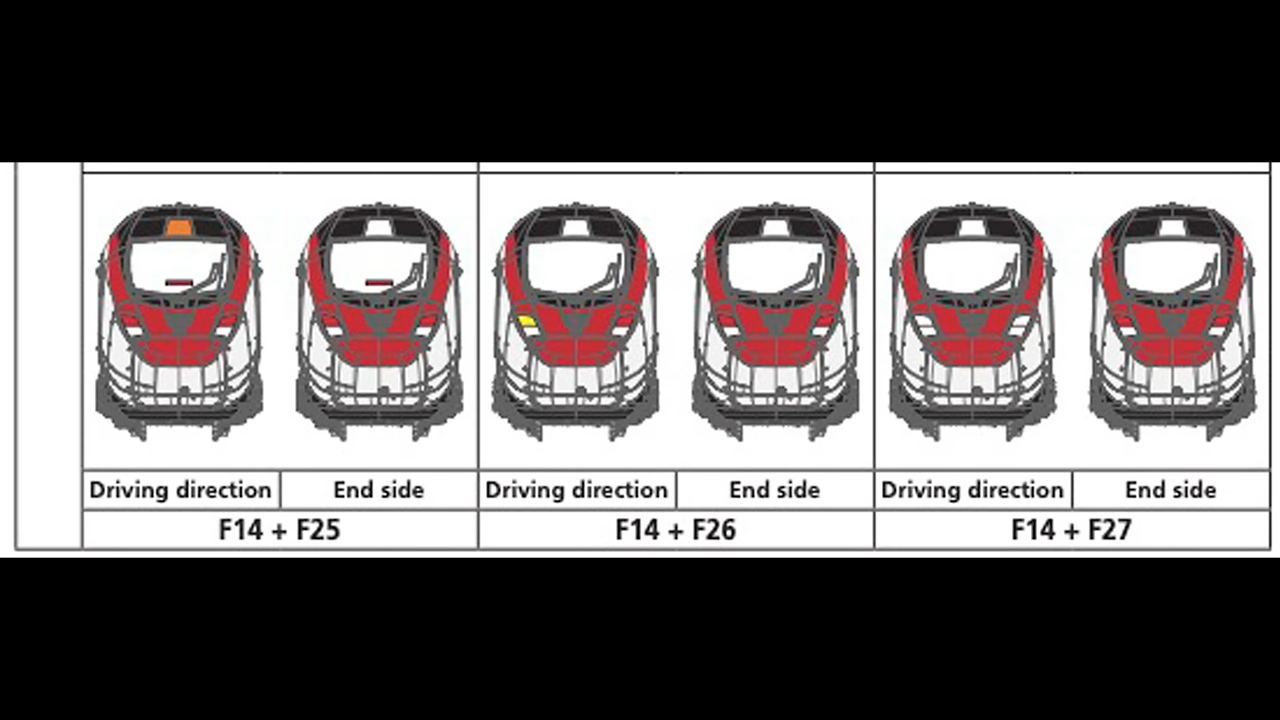 Driving direction End side Driving direction End side Driving direction End side
F14 + F25 F14 + F26 F14 + F27